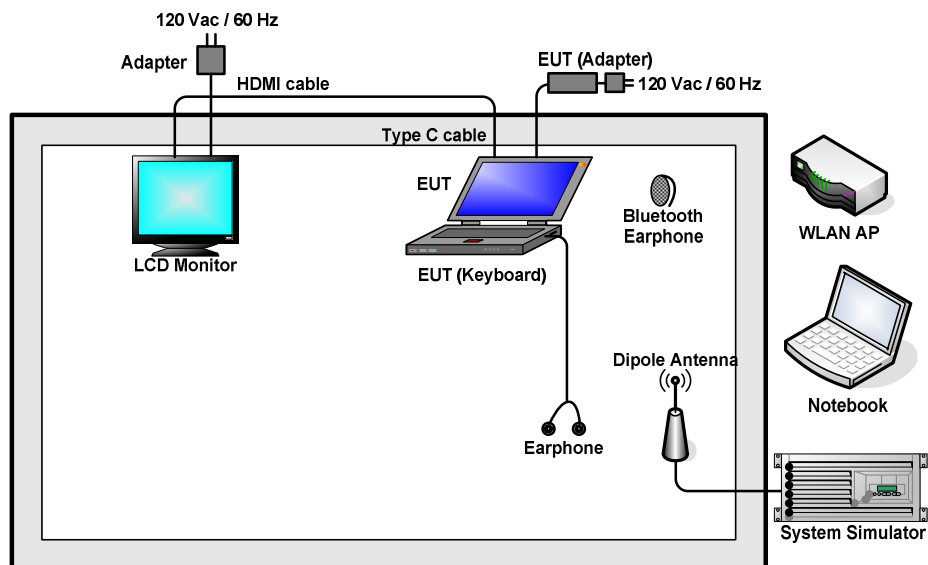 120 Vac / 60 Hz
Adapter
EUT (Adapter)
HDMI cable
120 Vac / 60 Hz
Type C cable
EUT
Bluetooth
Earphone
WLAN AP
LCD Monitor
EUT (Keyboard)
Dipole Antenna
Notebook
Earphone
System Simulator